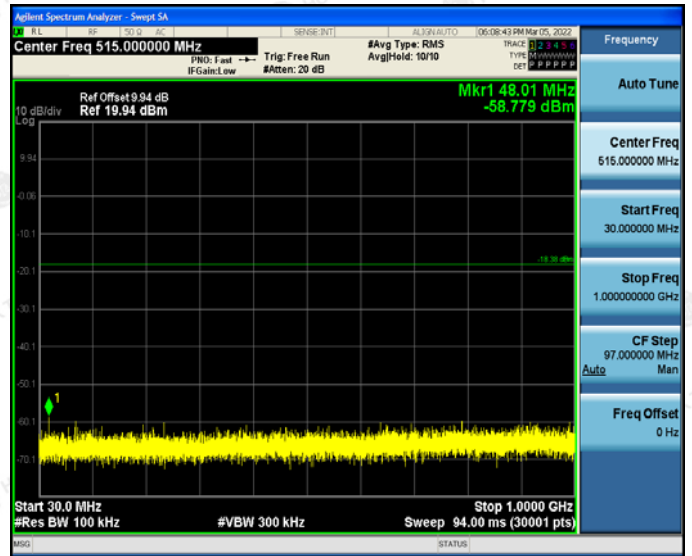 Agilent Spectrum Analyzer - Swept SA
RL RF 50 Ω AC SENSE:INT ALIGNAUTO 06:08:43 PM Mar 05, 2022
Center Freq 515.000000 MHz
PNO: Fast Trig: Free Run
IFGain:Low #Atten: 20 dB
#Avg Type: RMS
Avg|Hold: 10/10
TRACE 1 2 3 4 5 6
TYPE M
DET P P P P P P
Ref Offset 9.94 dB
10 dB/div Ref 19.94 dBm
Log
Mkr1 48.01 MHz
-58.779 dBm
9.94
-0.06
-10.1
-18.38 dBm
-20.1
-30.1
-40.1
-50.1
1
-60.1
-70.1
Start 30.0 MHz Stop 1.0000 GHz
#Res BW 100 kHz #VBW 300 kHz Sweep 94.00 ms (30001 pts)
MSG STATUS
Frequency
Auto Tune
Center Freq
515.000000 MHz
Start Freq
30.000000 MHz
Stop Freq
1.000000000 GHz
CF Step
97.000000 MHz
Auto Man
Freq Offset
0 Hz